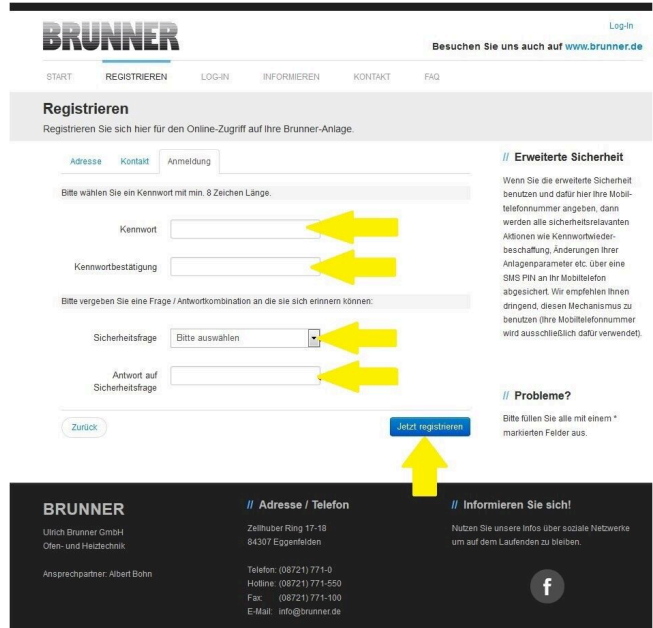 BRUNNER
Log-In
Besuchen Sie uns auch auf www.brunner.de
START REGISTRIEREN LOG-IN INFORMIEREN KONTAKT FAQ
Registrieren
Registrieren Sie sich hier für den Online-Zugriff auf Ihre Brunner-Anlage.
Adresse Kontakt Anmeldung
Bitte wählen Sie ein Kennwort mit min. 8 Zeichen Länge.
Kennwort
Kennwortbestätigung
Bitte vergeben Sie eine Frage / Antwortkombination an die sie sich erinnern können:
Sicherheitsfrage Bitte auswählen
Antwort auf
Sicherheitsfrage
Zurück Jetzt registrieren
// Erweiterte Sicherheit
Wenn Sie die erweiterte Sicherheit
benutzen und dafür hier Ihre Mobil-
telefonnummer angeben, dann
werden alle sicherheitsrelavanten
Aktionen wie Kennwortwieder-
beschaffung, Änderungen Ihrer
Anlagenparameter etc. über eine
SMS PIN an Ihr Mobiltelefon
abgesichert. Wir empfehlen Ihnen
dringend, diesen Mechanismus zu
benutzen (Ihre Mobiltelefonnummer
wird ausschließlich dafür verwendet).
// Probleme?
Bitte füllen Sie alle mit einem *
markierten Felder aus.
BRUNNER
Ulrich Brunner GmbH
Ofen- und Heiztechnik
Ansprechpartner: Albert Bohn
// Adresse / Telefon
Zellhuber Ring 17-18
84307 Eggenfelden
Telefon: (08721) 771-0
Hotline: (08721) 771-550
Fax: (08721) 771-100
E-Mail: info@brunner.de
// Informieren Sie sich!
Nutzen Sie unsere Infos über soziale Netzwerke
um auf dem Laufenden zu bleiben.
f